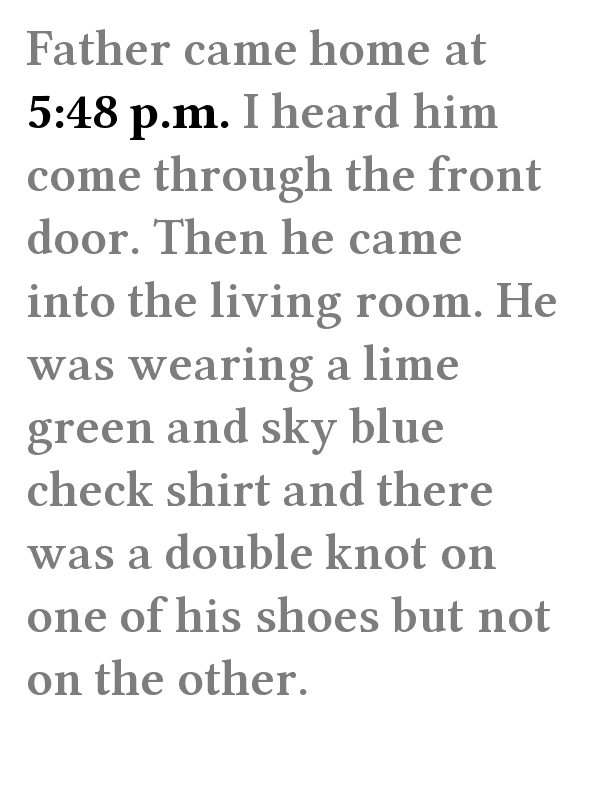 Father came home at
5:48 p.m. I heard him
come through the front
door. Then he came
into the living room. He
was wearing a lime
green and sky blue
check shirt and there
was a double knot on
one of his shoes but not
on the other.